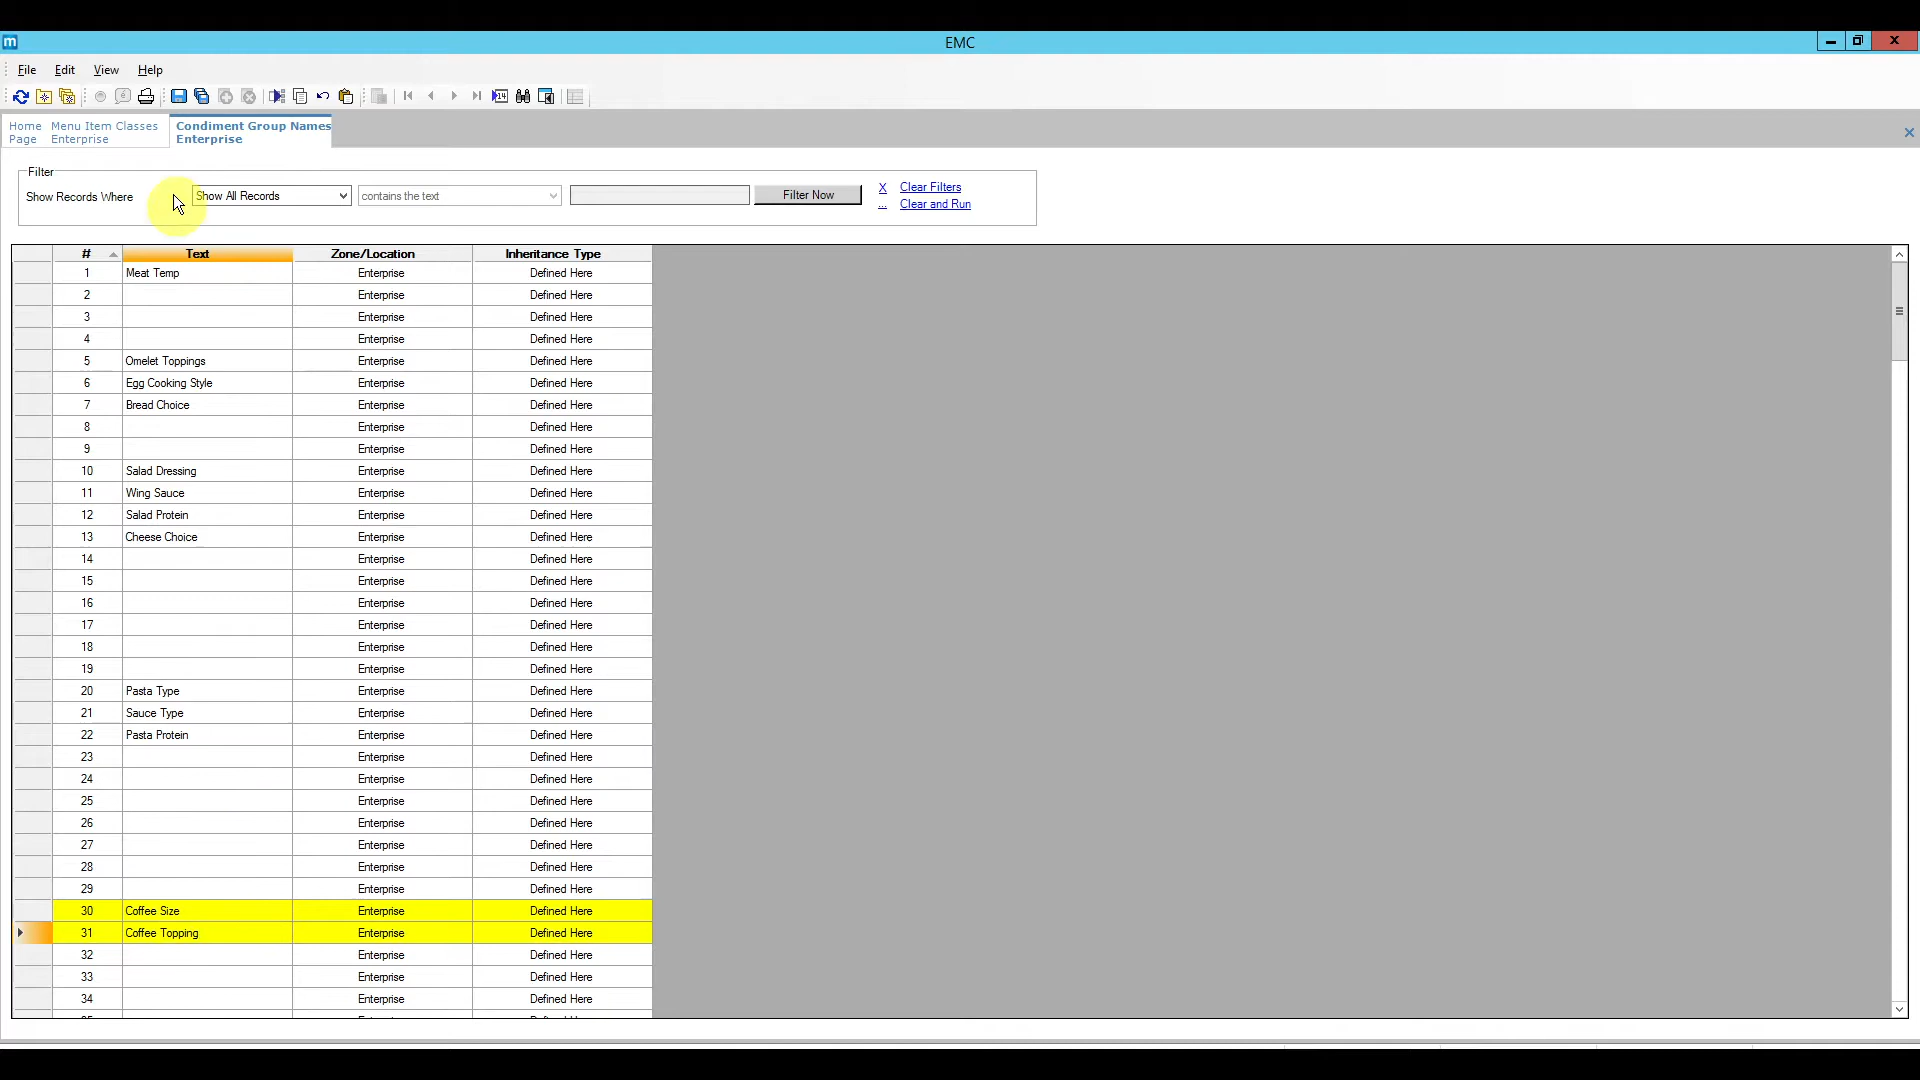 m EMC
File Edit View Help
Home Page Menu Item Classes Enterprise Condiment Group Names Enterprise
Filter
Show Records Where Show All Records contains the text Filter Now X Clear Filters
... Clear and Run
# Text Zone/Location Inheritance Type
1 Meat Temp Enterprise Defined Here
2 Enterprise Defined Here
3 Enterprise Defined Here
4 Enterprise Defined Here
5 Omelet Toppings Enterprise Defined Here
6 Egg Cooking Style Enterprise Defined Here
7 Bread Choice Enterprise Defined Here
8 Enterprise Defined Here
9 Enterprise Defined Here
10 Salad Dressing Enterprise Defined Here
11 Wing Sauce Enterprise Defined Here
12 Salad Protein Enterprise Defined Here
13 Cheese Choice Enterprise Defined Here
14 Enterprise Defined Here
15 Enterprise Defined Here
16 Enterprise Defined Here
17 Enterprise Defined Here
18 Enterprise Defined Here
19 Enterprise Defined Here
20 Pasta Type Enterprise Defined Here
21 Sauce Type Enterprise Defined Here
22 Pasta Protein Enterprise Defined Here
23 Enterprise Defined Here
24 Enterprise Defined Here
25 Enterprise Defined Here
26 Enterprise Defined Here
27 Enterprise Defined Here
28 Enterprise Defined Here
29 Enterprise Defined Here
30 Coffee Size Enterprise Defined Here
31 Coffee Topping Enterprise Defined Here
32 Enterprise Defined Here
33 Enterprise Defined Here
34 Enterprise Defined Here